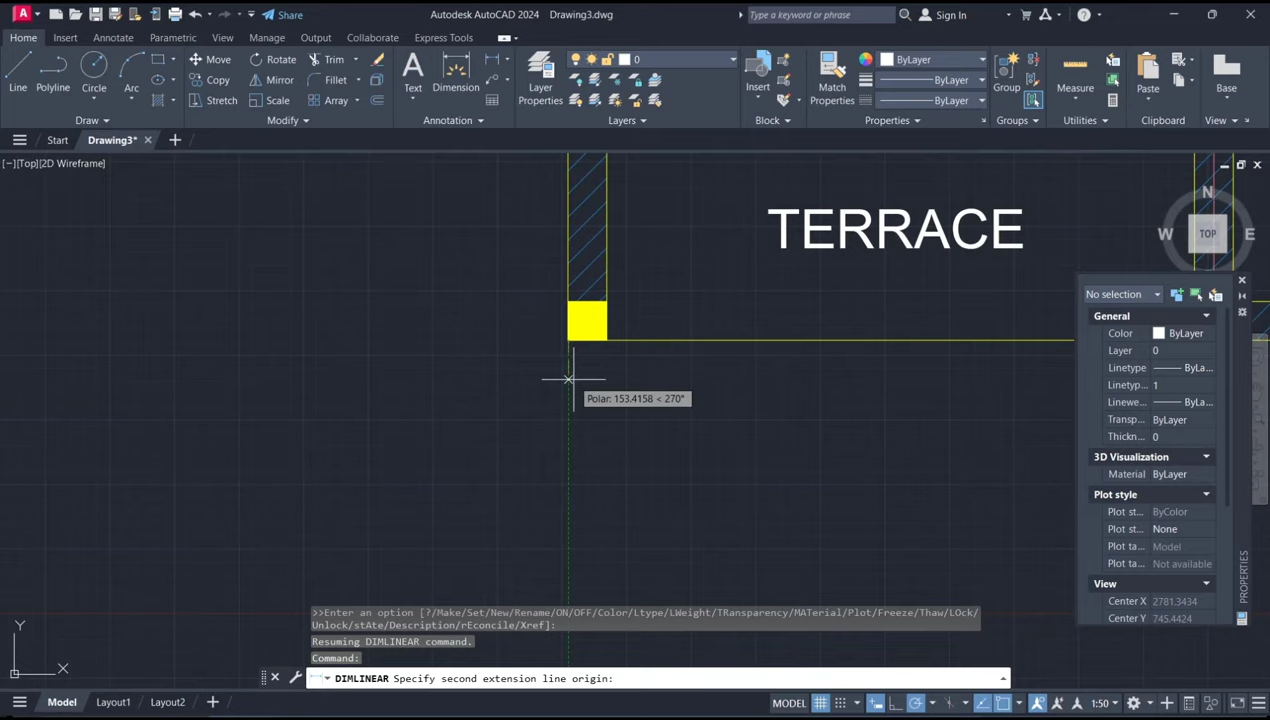 Share
Autodesk AutoCAD 2024 Drawing3.dwg
Type a keyword or phrase
Sign In
Home Insert Annotate Parametric View Manage Output Collaborate Express Tools
Line
Polyline
Circle
Arc
Draw
Move Rotate Trim
Copy Mirror Fillet
Stretch Scale Array
Modify
Text
Dimension
Annotation
Layer
Properties
0
Layers
Insert
Block
Match
Properties
ByLayer
ByLayer
ByLayer
Properties
Group
Groups
Measure
Utilities
Paste
Clipboard
Base
View
Start Drawing3*
[−][Top][2D Wireframe]
TERRACE
N
W TOP E
Polar: 153.4158 < 270°
No selection
General
Color ByLayer
Layer 0
Linetype ByLa...
Linetyp... 1
Linewe... ByLa...
Transp... ByLayer
Thickn... 0
3D Visualization
Material ByLayer
Plot style
Plot st... ByColor
Plot st... None
Plot ta... Model
Plot ta... Not available
View
Center X 2781.3434
Center Y 745.4424
PROPERTIES
>>Enter an option [?/Make/Set/New/Rename/ON/OFF/Color/Ltype/LWeight/TRansparency/MATerial/Plot/Freeze/Thaw/LOck/
Unlock/stAte/Description/rEconcile/Xref]:
Resuming DIMLINEAR command.
Command:
DIMLINEAR Specify second extension line origin:
Y
X
Model Layout1 Layout2
MODEL
1:50